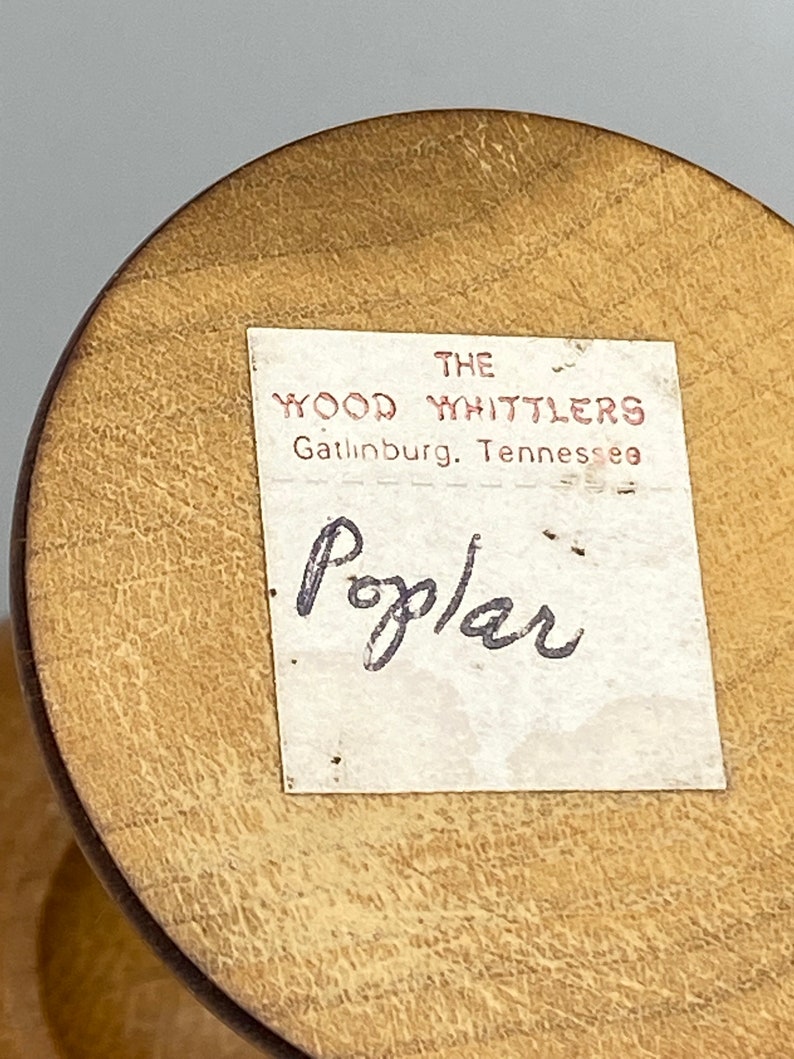 THE
WOOD WHITTLERS
Gatlinburg, Tennessee
Poplar